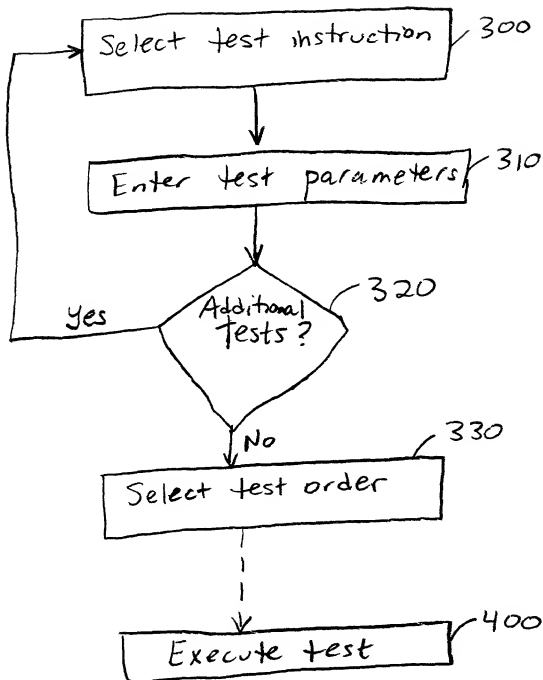 Select test instruction
300
Enter test parameters
310
Additional
tests?
320
Yes
No
330
Select test order
400
Execute test